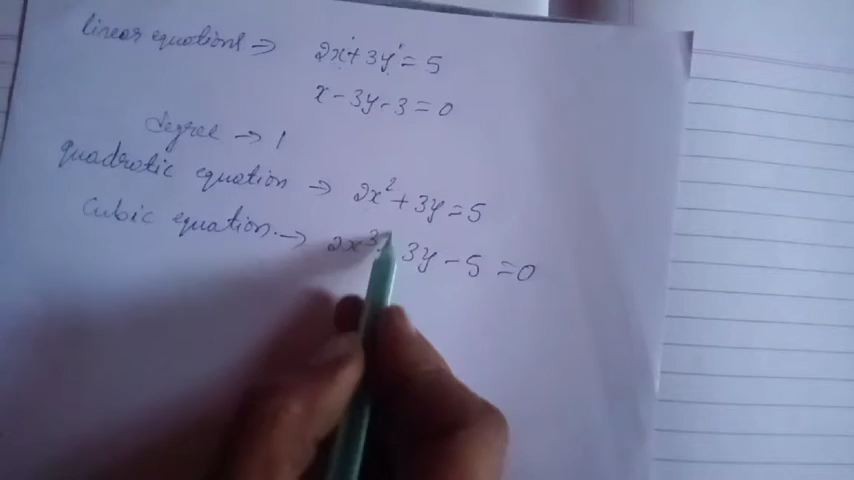 linear equations → 2x¹+ 3y¹ = 5
x - 3y - 3 = 0
degree → 1
quadratic equation → 2x² + 3y = 5
Cubic equation. → 2x³ 3y - 5 = 0